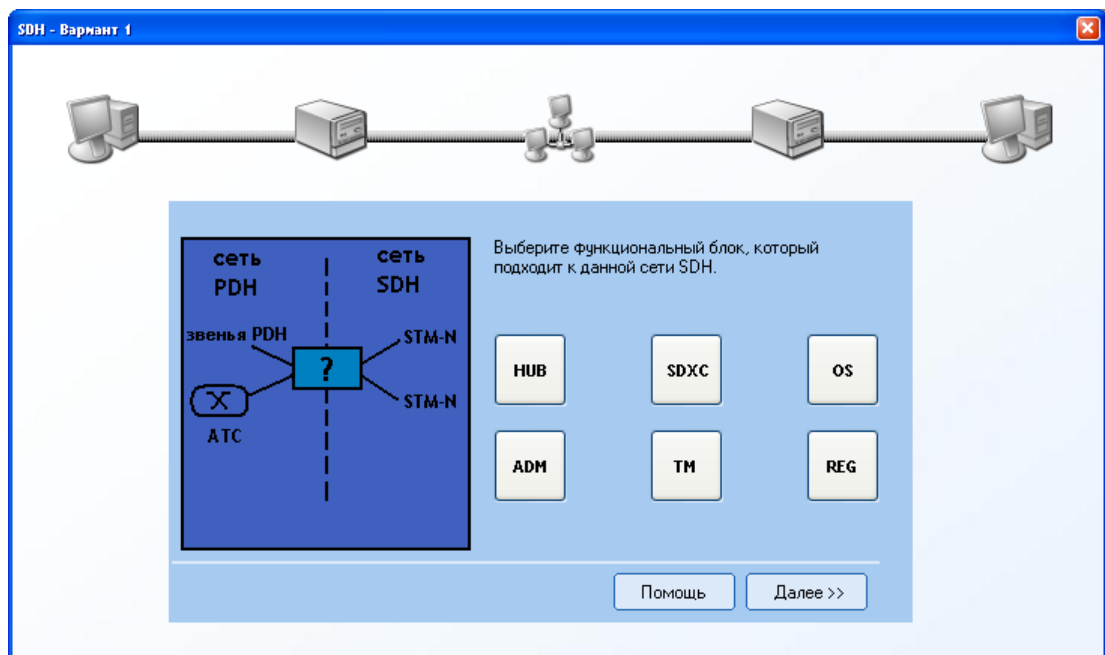 SDH - Вариант 1
сеть
PDH
сеть
SDH
звенья PDH
STM-N
?
STM-N
АТС
Выберите функциональный блок, который
подходит к данной сети SDH.
HUB
SDXC
OS
ADM
TM
REG
Помощь
Далее >>